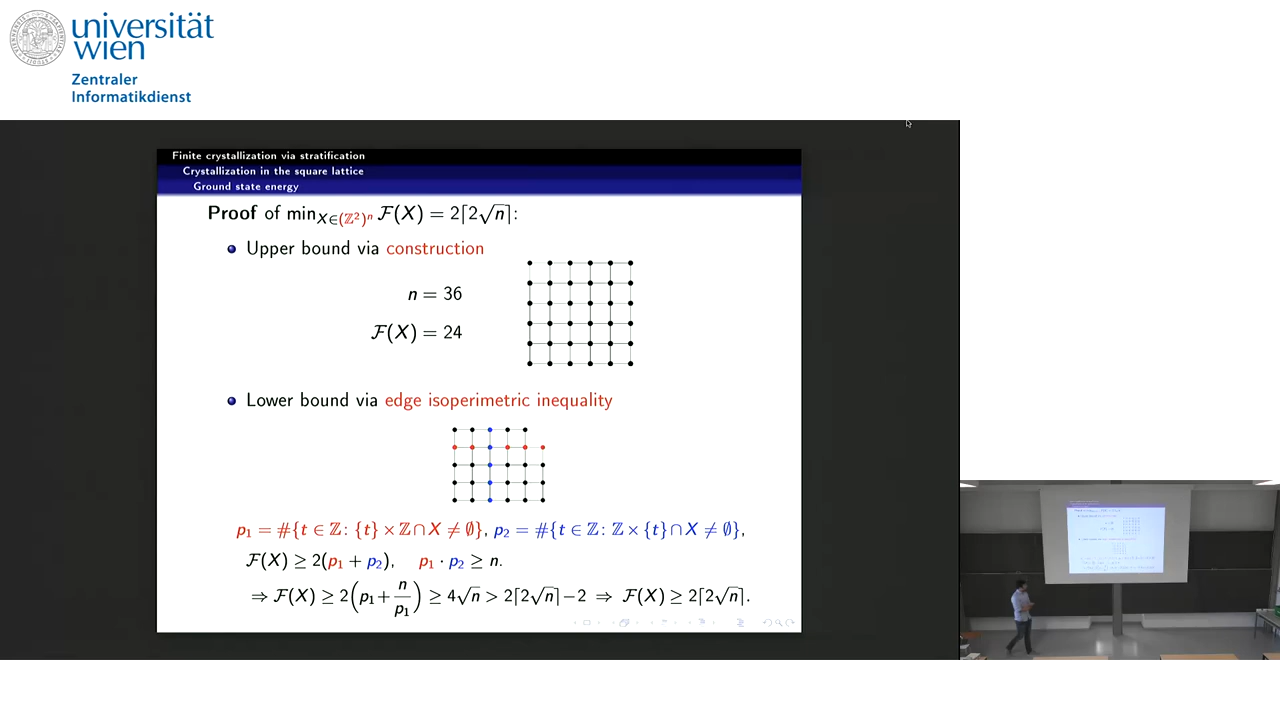 universität
wien
Zentraler
Informatikdienst
Finite crystallization via stratification
Crystallization in the square lattice
Ground state energy
Proof of min_{X∈(ℤ²)ⁿ} ℱ(X) = 2⌈2√n⌉:
Upper bound via construction
n = 36
ℱ(X) = 24
Lower bound via edge isoperimetric inequality
p₁ = #{t ∈ ℤ: {t} × ℤ ∩ X ≠ ∅}, p₂ = #{t ∈ ℤ: ℤ × {t} ∩ X ≠ ∅},
ℱ(X) ≥ 2(p₁ + p₂), p₁ · p₂ ≥ n.
⇒ ℱ(X) ≥ 2(p₁ + n/p₁) ≥ 4√n > 2⌈2√n⌉ − 2 ⇒ ℱ(X) ≥ 2⌈2√n⌉.